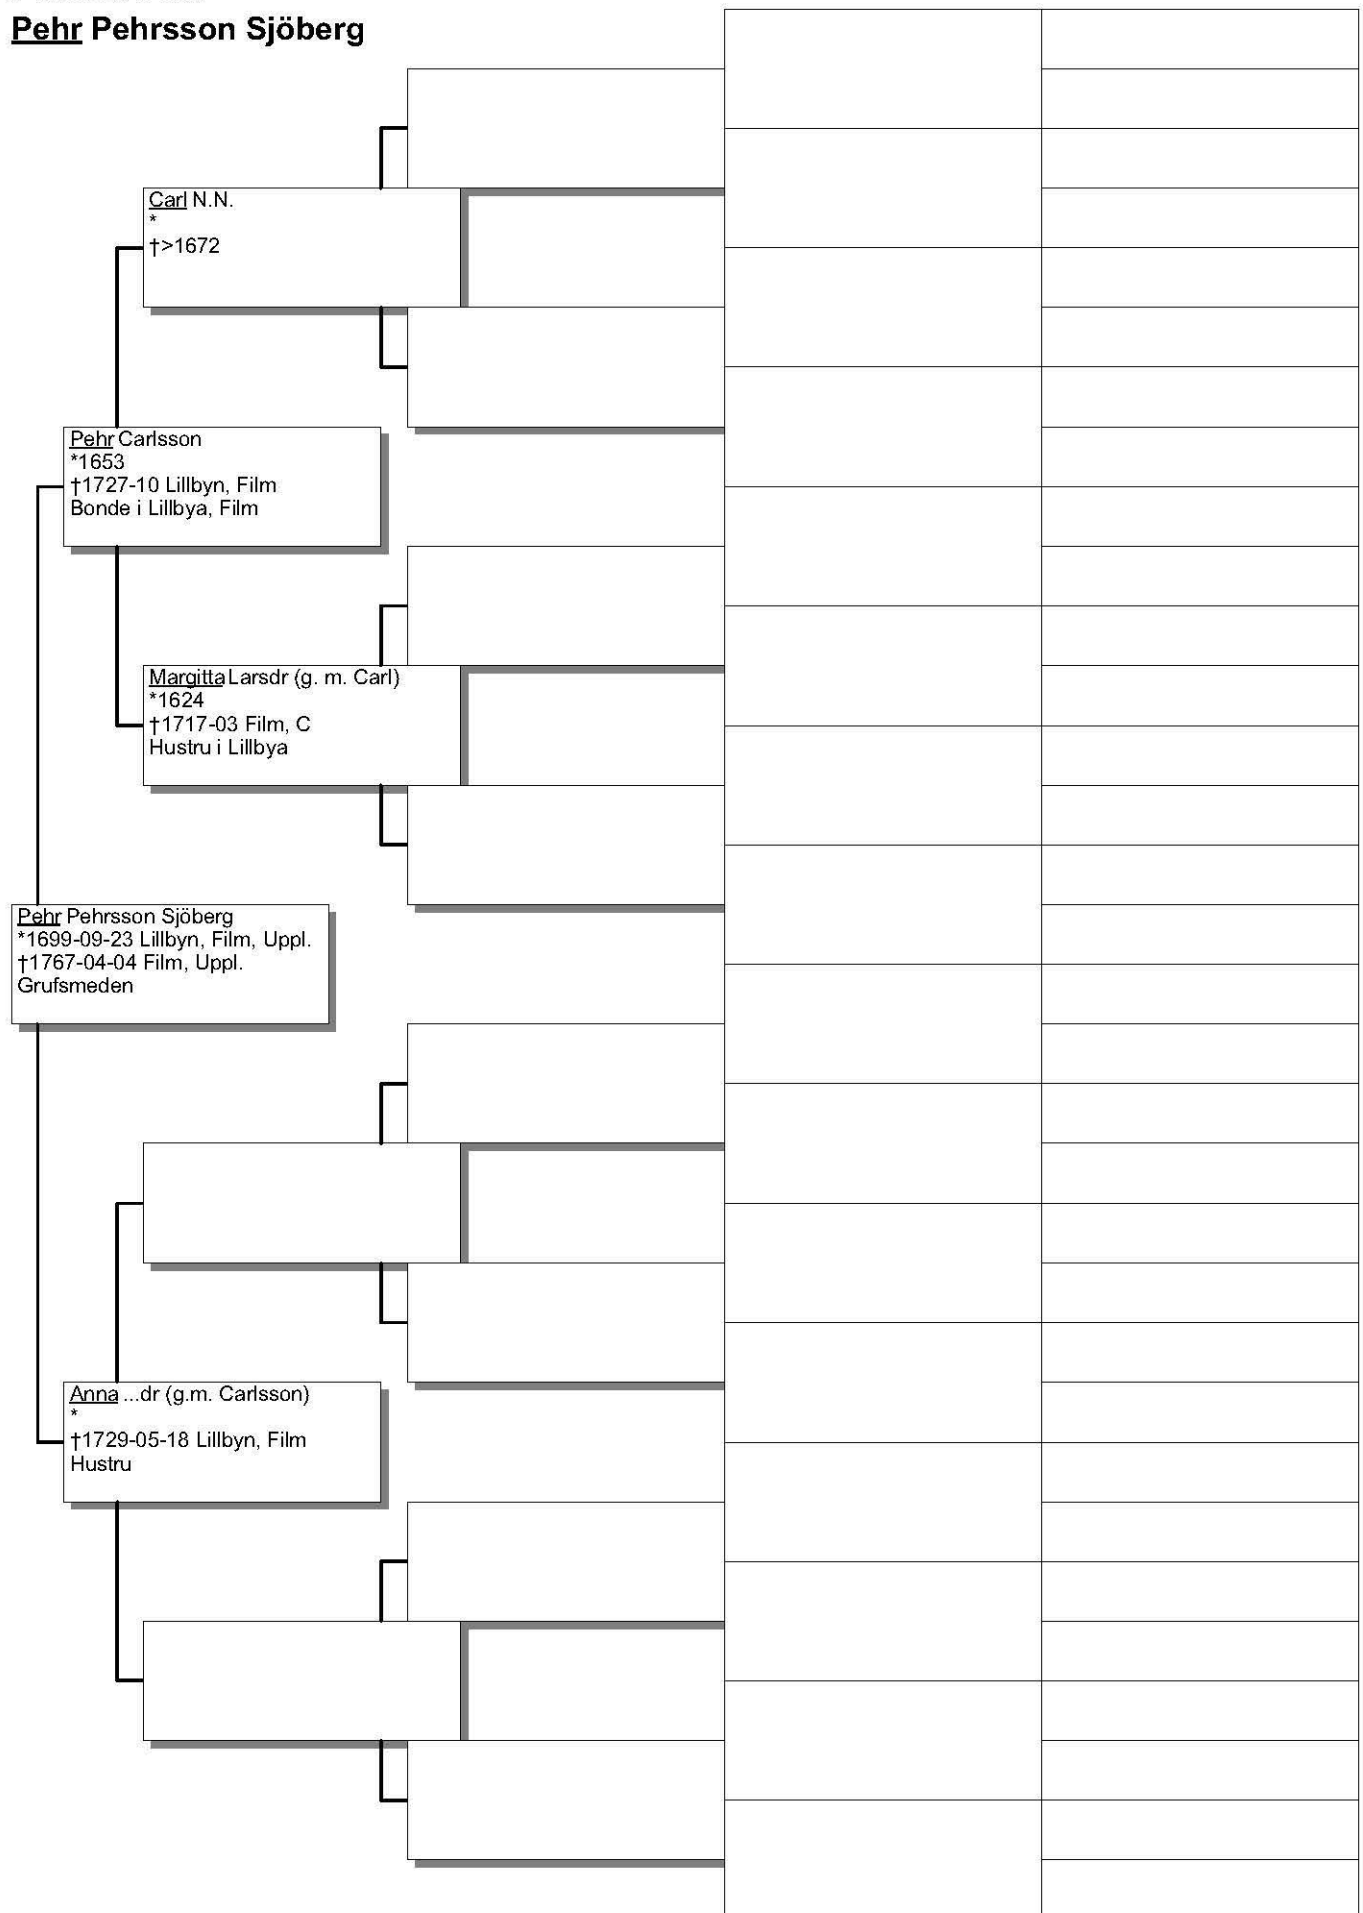 Pehr Pehrsson Sjöberg
Carl N.N.
*
†>1672
Pehr Carlsson
*1653
†1727-10 Lillbyn, Film
Bonde i Lillbya, Film
Margitta Larsdr (g. m. Carl)
*1624
†1717-03 Film, C
Hustru i Lillbya
Pehr Pehrsson Sjöberg
*1699-09-23 Lillbyn, Film, Uppl.
†1767-04-04 Film, Uppl.
Grufsmeden
Anna ...dr (g.m. Carlsson)
*
†1729-05-18 Lillbyn, Film
Hustru